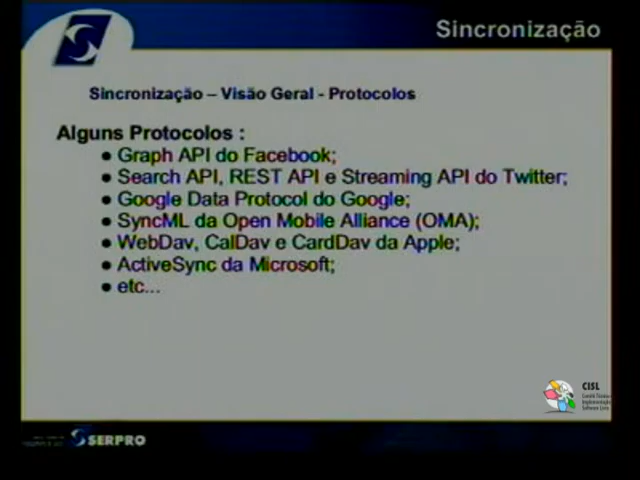 Sincronização
Sincronização – Visão Geral - Protocolos
Alguns Protocolos :
● Graph API do Facebook;
● Search API, REST API e Streaming API do Twitter;
● Google Data Protocol do Google;
● SyncML da Open Mobile Alliance (OMA);
● WebDav, CalDav e CardDav da Apple;
● ActiveSync da Microsoft;
● etc...
CISL
SERPRO